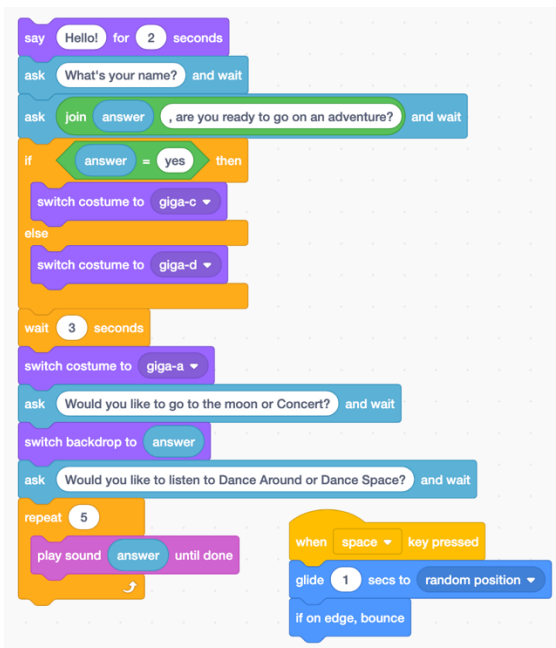 say Hello! for 2 seconds
ask What's your name? and wait
ask join answer , are you ready to go on an adventure? and wait
if answer = yes then
switch costume to giga-c
else
switch costume to giga-d
wait 3 seconds
switch costume to giga-a
ask Would you like to go to the moon or Concert? and wait
switch backdrop to answer
ask Would you like to listen to Dance Around or Dance Space? and wait
repeat 5
play sound answer until done
when space key pressed
glide 1 secs to random position
if on edge, bounce